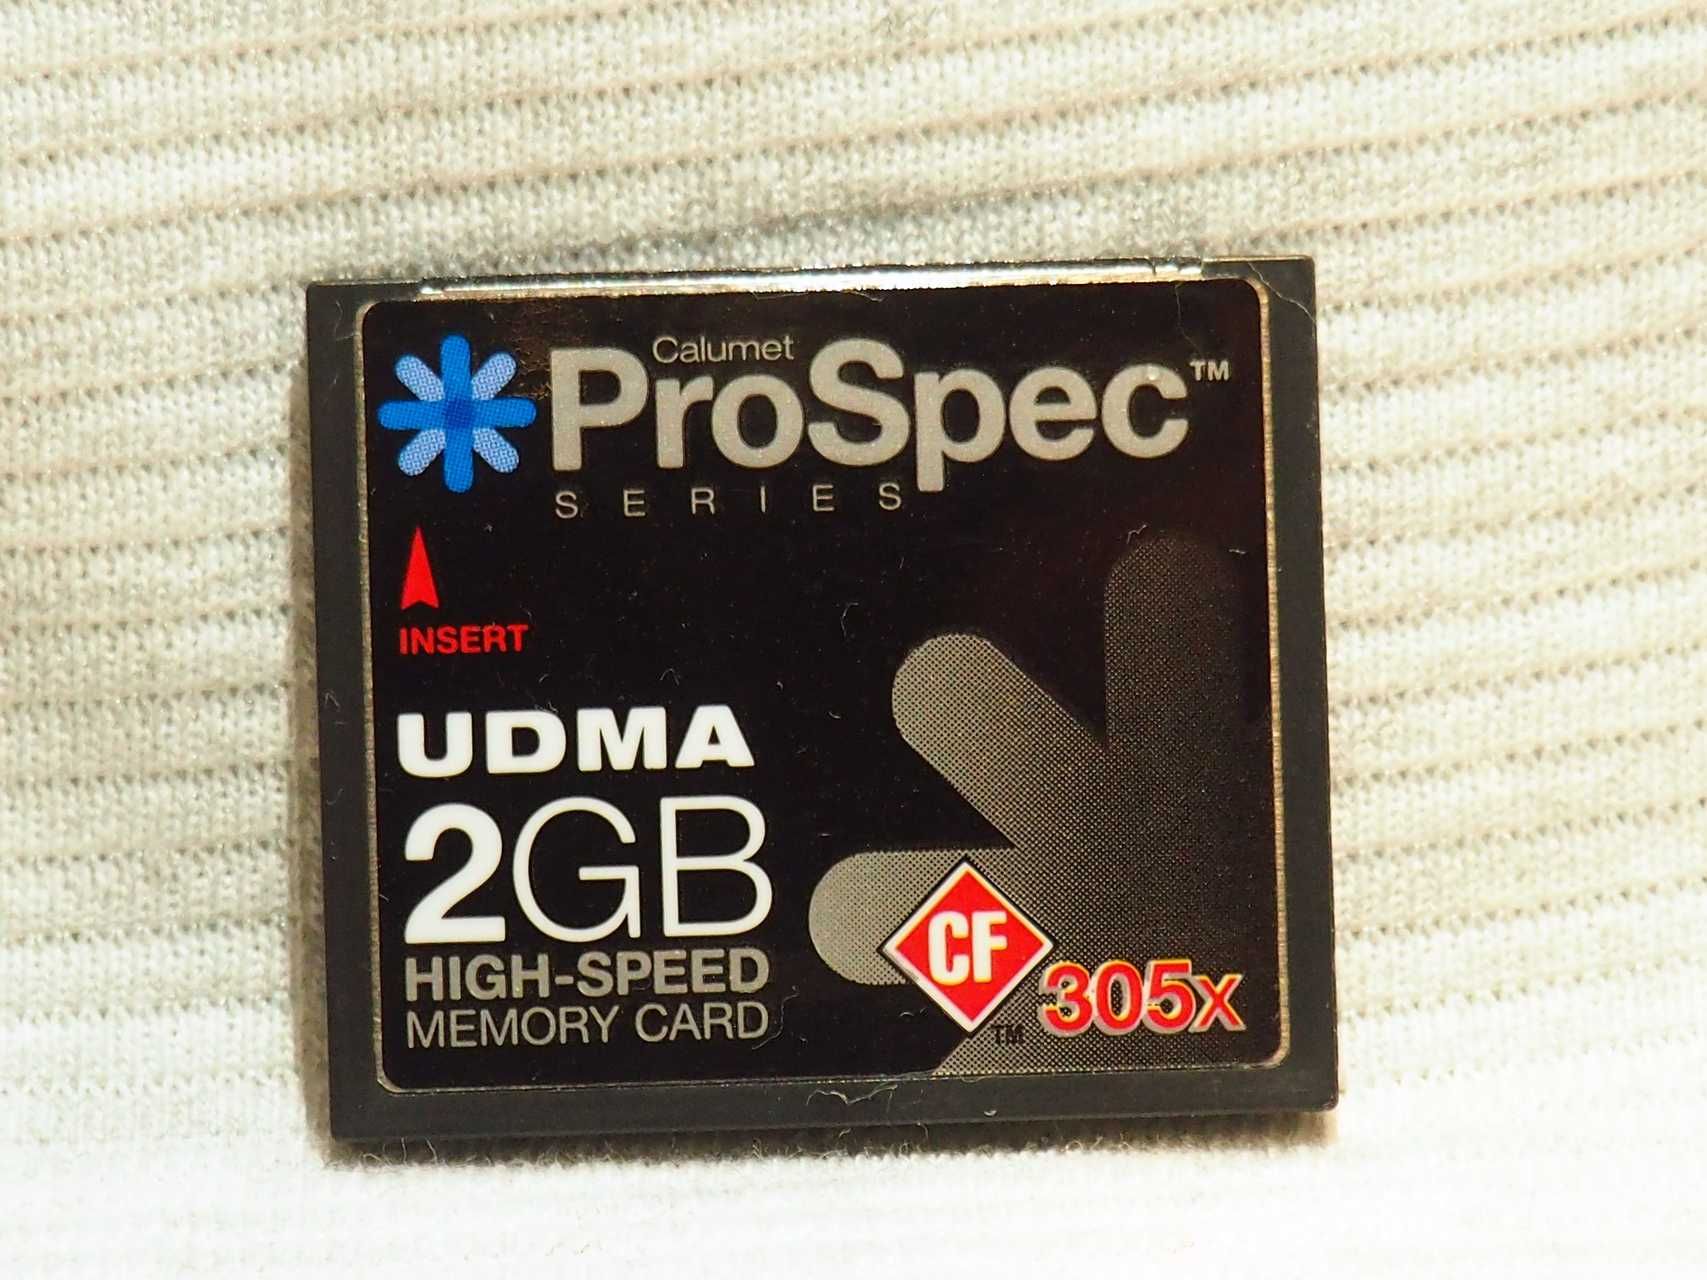 Calumet
ProSpec™
SERIES
INSERT
UDMA
2GB
HIGH-SPEED
MEMORY CARD
CF
TM
305x